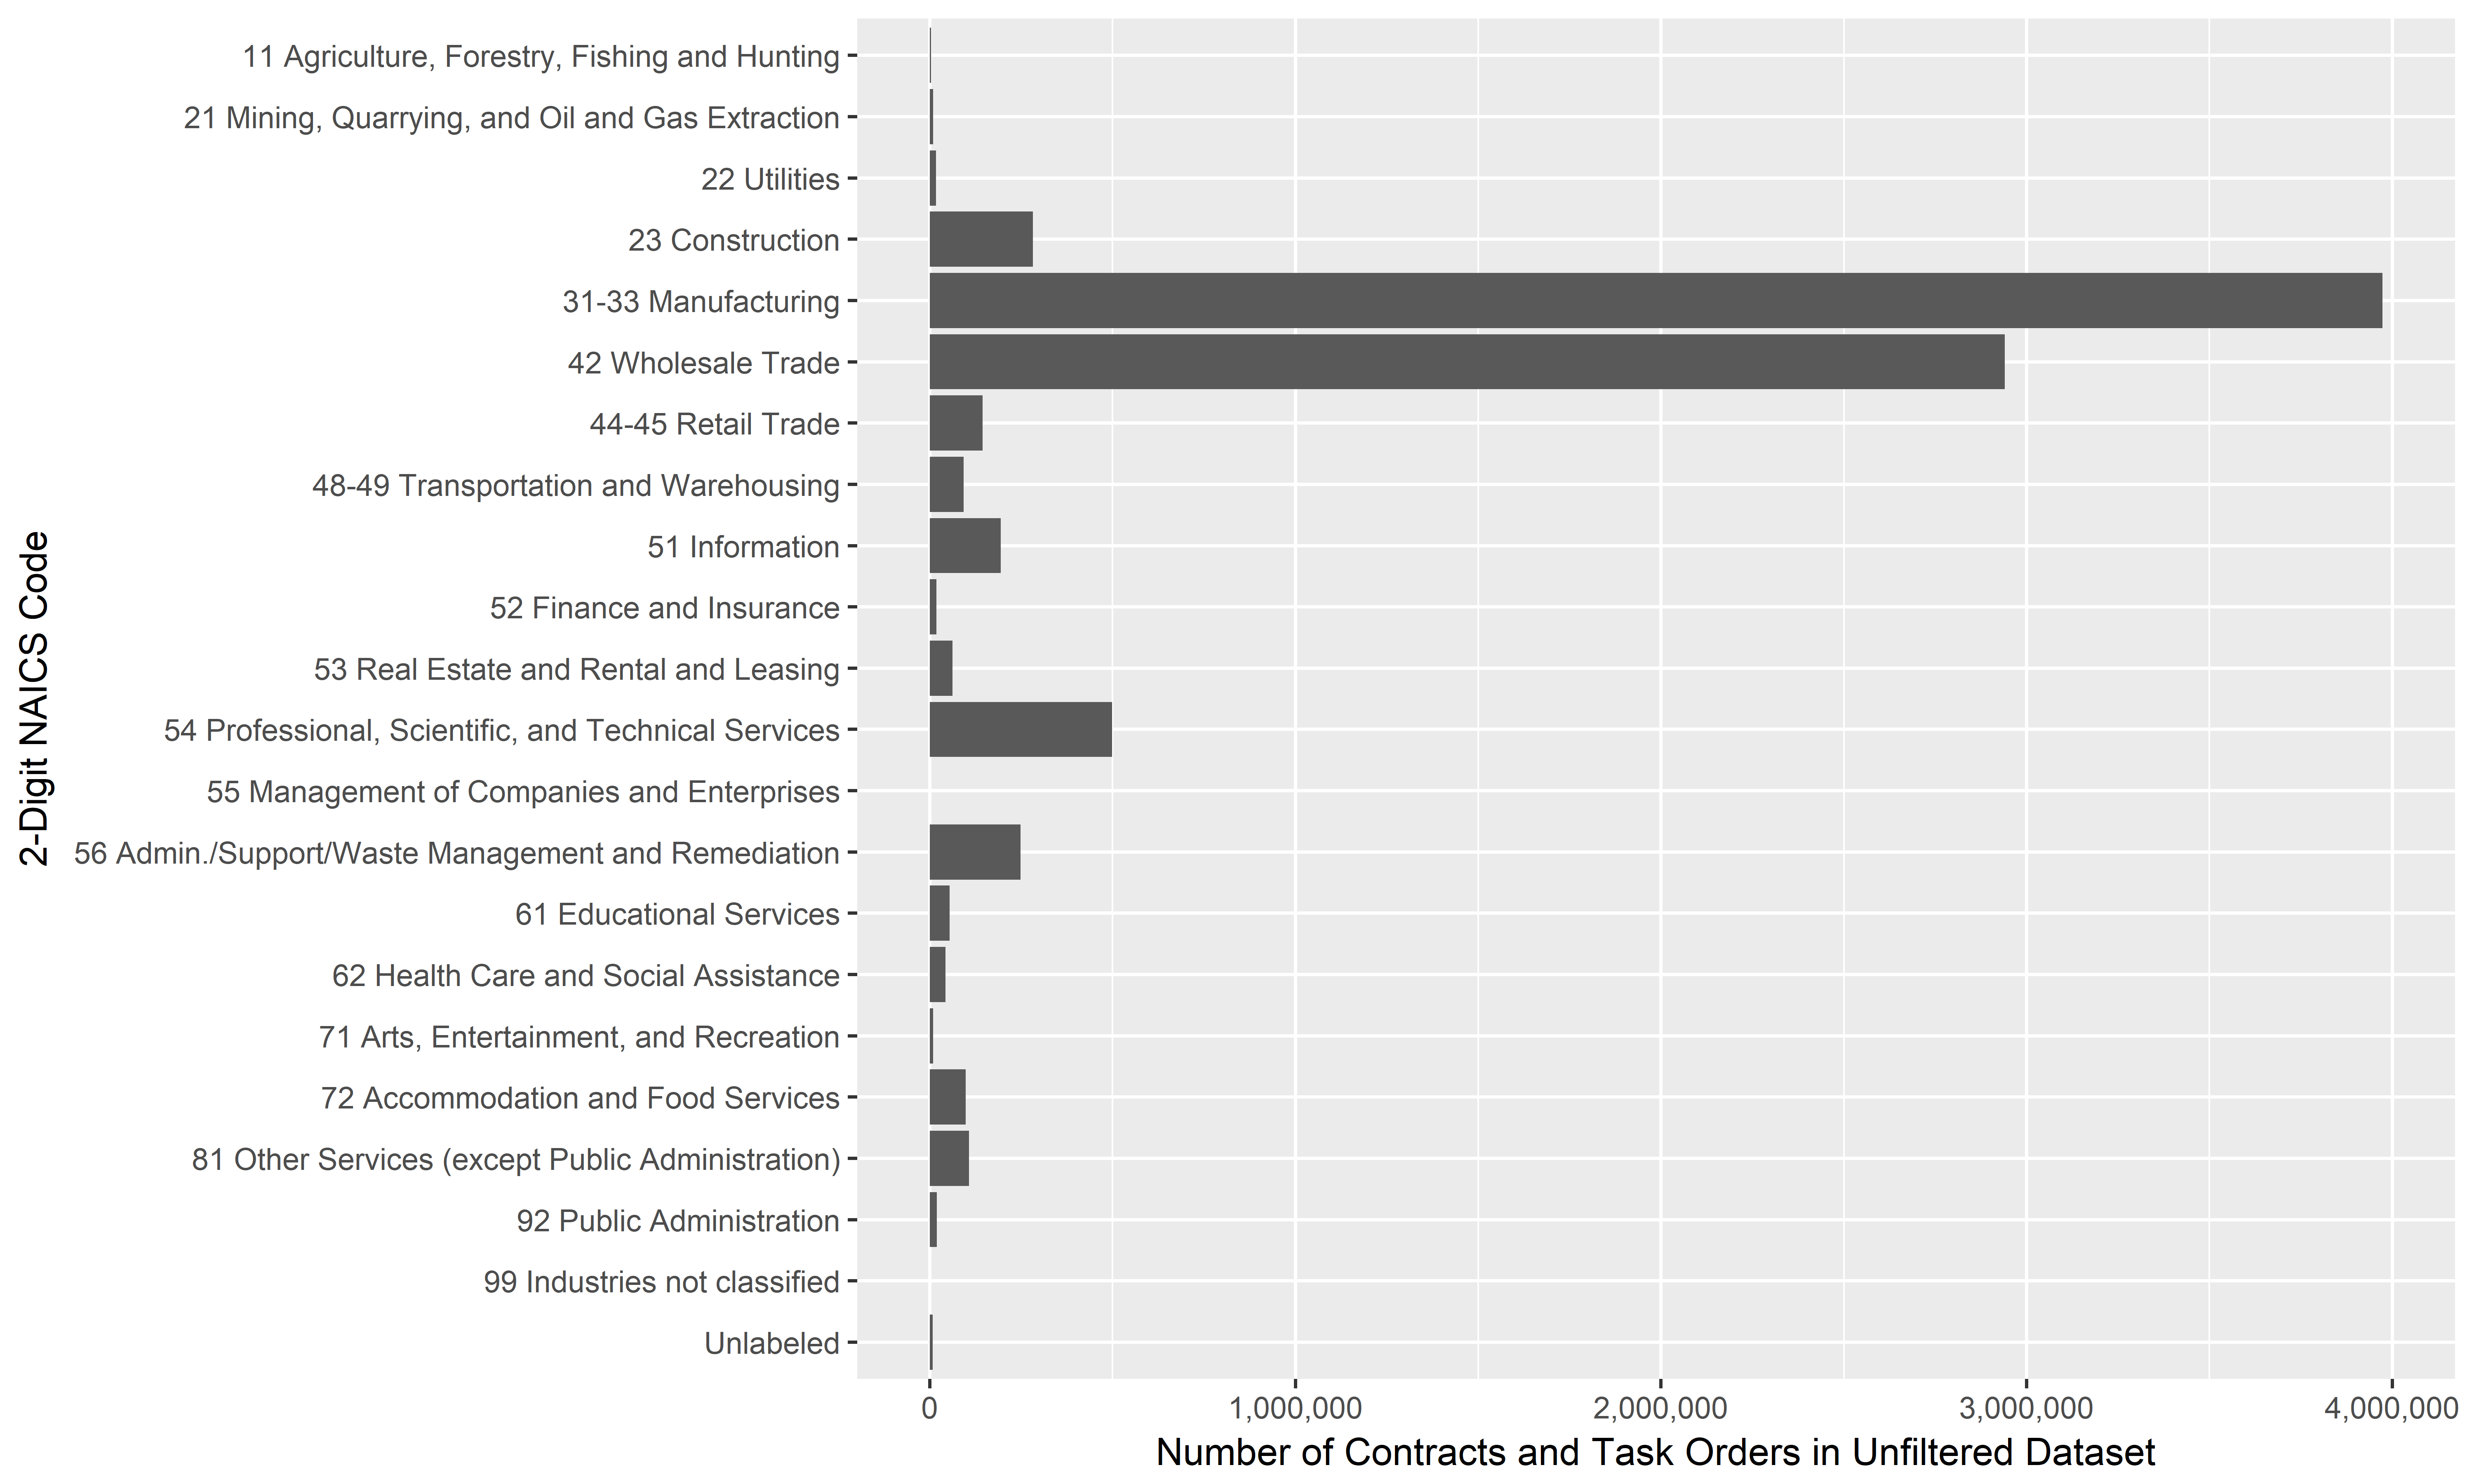 2-Digit NAICS Code
11 Agriculture, Forestry, Fishing and Hunting
21 Mining, Quarrying, and Oil and Gas Extraction
22 Utilities
23 Construction
31-33 Manufacturing
42 Wholesale Trade
44-45 Retail Trade
48-49 Transportation and Warehousing
51 Information
52 Finance and Insurance
53 Real Estate and Rental and Leasing
54 Professional, Scientific, and Technical Services
55 Management of Companies and Enterprises
56 Admin./Support/Waste Management and Remediation
61 Educational Services
62 Health Care and Social Assistance
71 Arts, Entertainment, and Recreation
72 Accommodation and Food Services
81 Other Services (except Public Administration)
92 Public Administration
99 Industries not classified
Unlabeled
0 1,000,000 2,000,000 3,000,000 4,000,000
Number of Contracts and Task Orders in Unfiltered Dataset